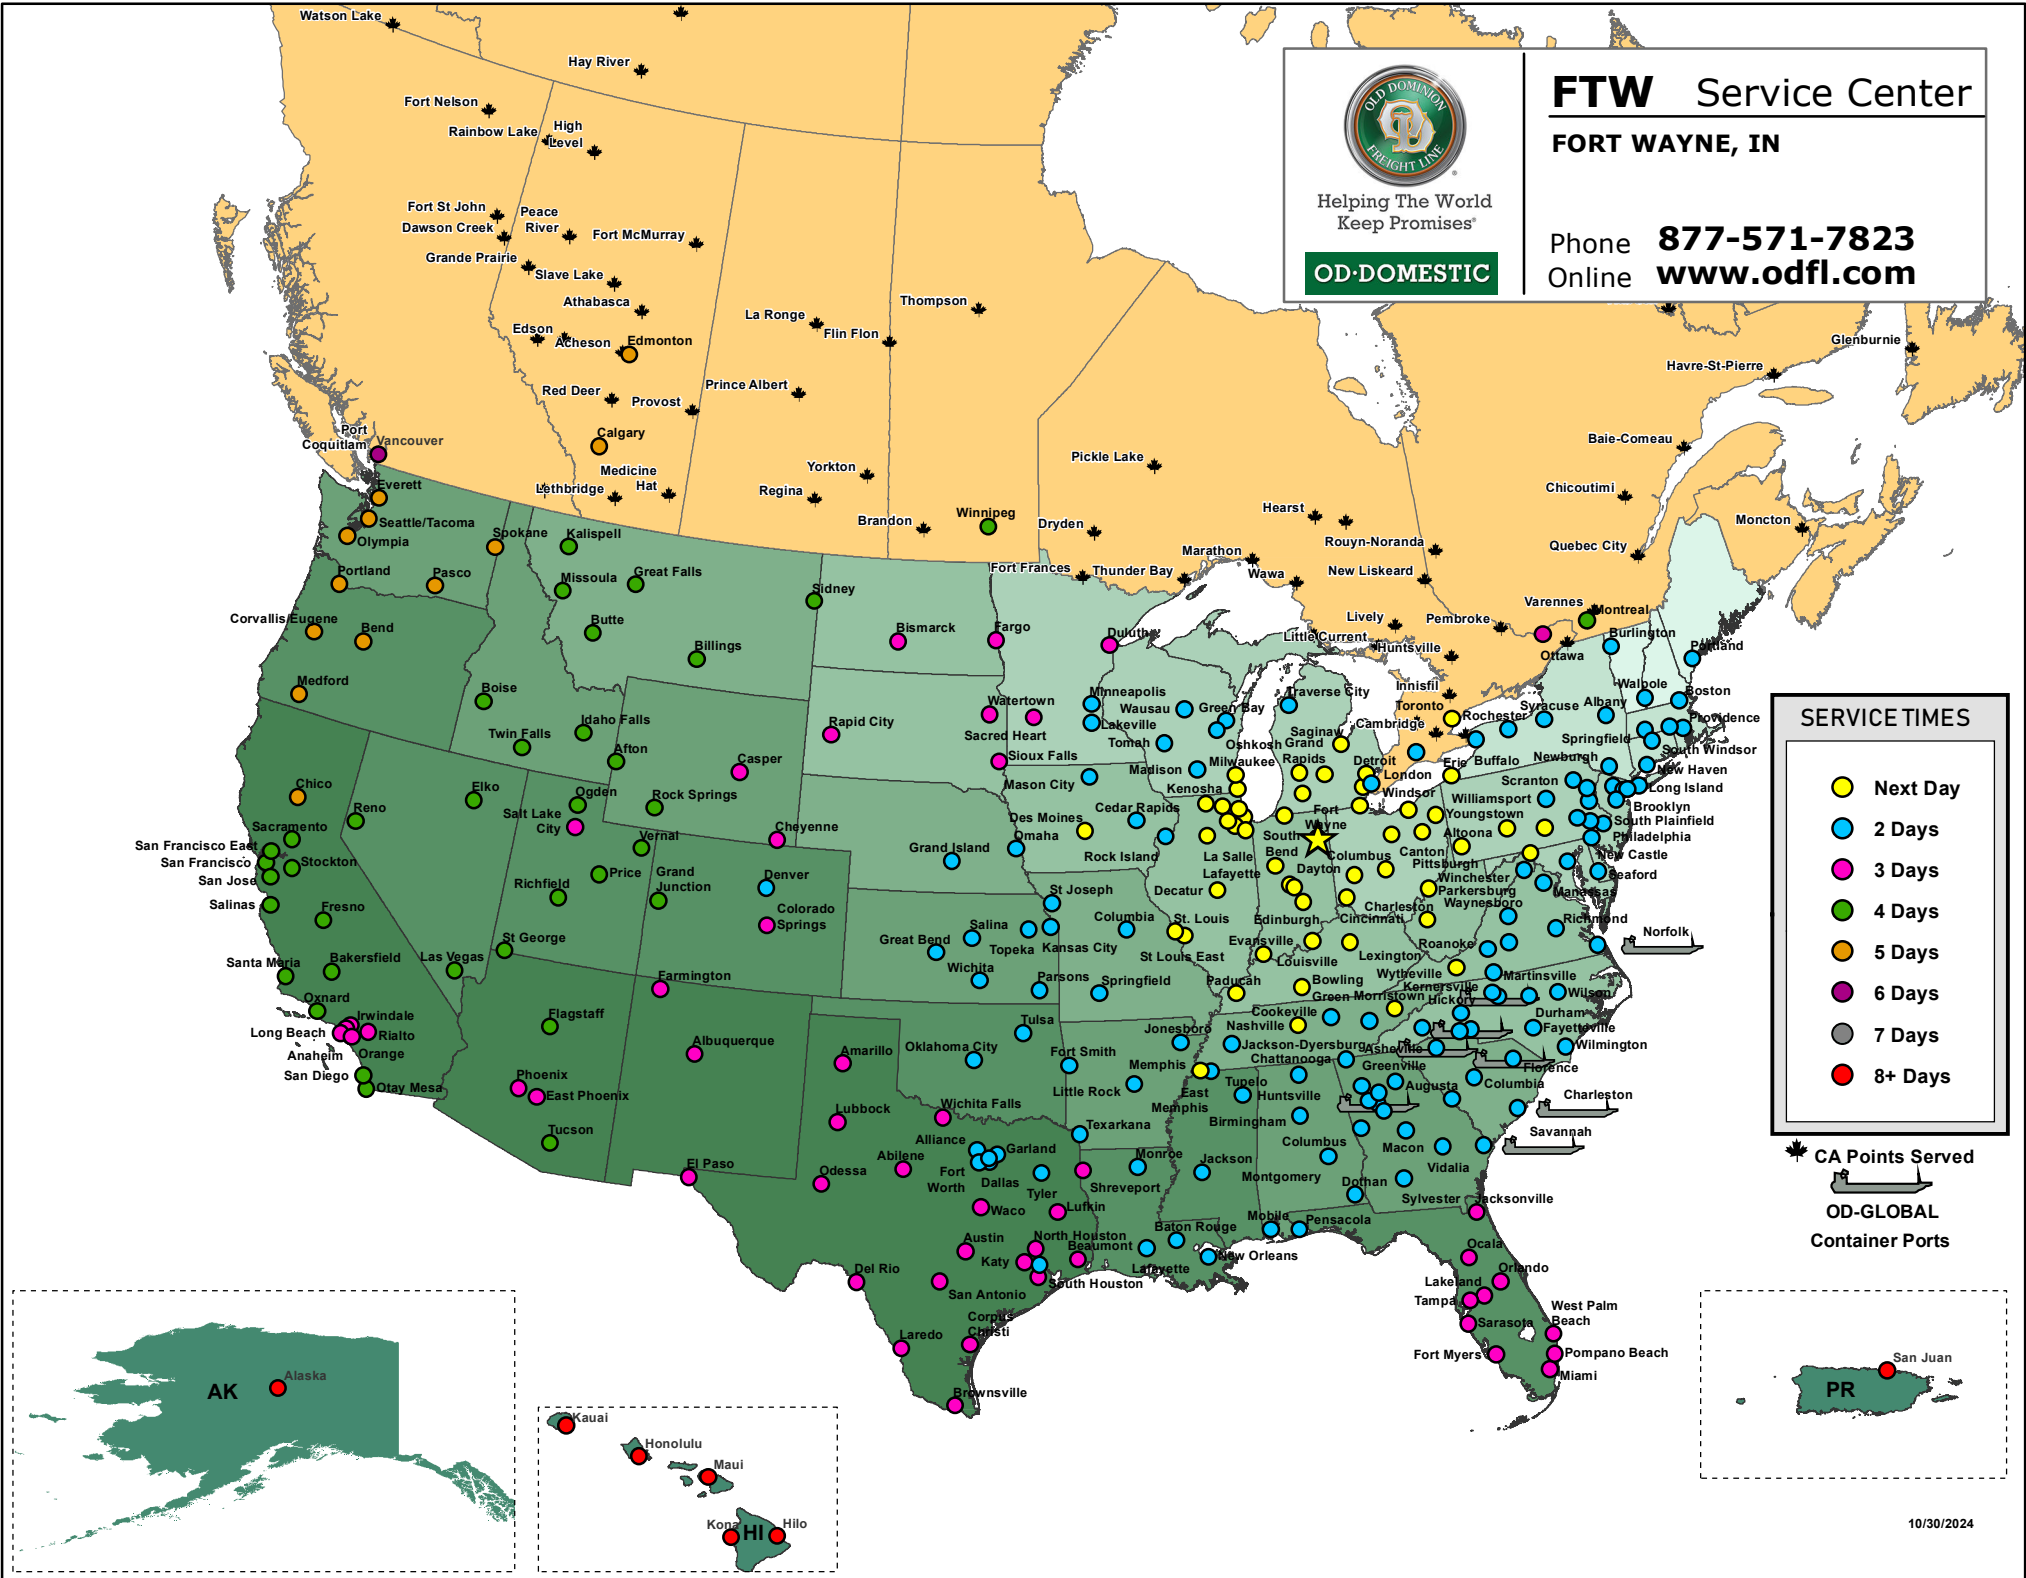 Watson Lake
Hay River
Fort Nelson
Rainbow Lake
High
Level
Fort St John
Dawson Creek
Peace
River
Fort McMurray
Grande Prairie
Slave Lake
Athabasca
Edson
Acheson
Edmonton
La Ronge
Flin Flon
Thompson
Red Deer
Provost
Prince Albert
Port
Coquitlam
Vancouver
Calgary
Medicine
Hat
Lethbridge
Yorkton
Regina
Brandon
Winnipeg
Dryden
Pickle Lake
Hearst
Marathon
Wawa
Fort Frances
Thunder Bay
Rouyn-Noranda
New Liskeard
Lively
Little Current
Pembroke
Huntsville
Innisfil
Toronto
Cambridge
London
Windsor
Varennes
Montreal
Ottawa
Glenburnie
Havre-St-Pierre
Baie-Comeau
Chicoutimi
Quebec City
Moncton
OLD DOMINION
FREIGHT LINE
Helping The World
Keep Promises®
OD·DOMESTIC
FTW Service Center
FORT WAYNE, IN
Phone 877-571-7823
Online www.odfl.com
Everett
Seattle/Tacoma
Olympia
Spokane
Portland
Pasco
Corvallis/Eugene
Bend
Medford
Kalispell
Missoula
Great Falls
Butte
Billings
Sidney
Boise
Idaho Falls
Twin Falls
Afton
Casper
Rock Springs
Cheyenne
Chico
Reno
Elko
Sacramento
San Francisco East
San Francisco
Stockton
San Jose
Salinas
Fresno
Santa Maria
Bakersfield
Oxnard
Irwindale
Long Beach
Rialto
Anaheim
Orange
San Diego
Otay Mesa
Las Vegas
St George
Ogden
Salt Lake
City
Vernal
Price
Richfield
Grand
Junction
Denver
Colorado
Springs
Farmington
Albuquerque
Flagstaff
Phoenix
East Phoenix
Tucson
Bismarck
Fargo
Rapid City
Watertown
Sacred Heart
Sioux Falls
Duluth
Minneapolis
Lakeville
Wausau
Green Bay
Tomah
Oshkosh
Madison
Milwaukee
Kenosha
Mason City
Cedar Rapids
Des Moines
Omaha
Grand Island
Rock Island
La Salle
Decatur
St. Louis
St Louis East
St Joseph
Columbia
Kansas City
Springfield
Salina
Topeka
Great Bend
Wichita
Parsons
Traverse City
Saginaw
Grand
Rapids
Detroit
South
Bend
Fort
Wayne
Lafayette
Edinburgh
Evansville
Columbus
Dayton
Cincinnati
Canton
Youngstown
Louisville
Lexington
Bowling
Green
Paducah
Charleston
Parkersburg
Erie
Pittsburgh
Altoona
Williamsport
Scranton
Philadelphia
Buffalo
Rochester
Syracuse
Albany
Newburgh
Long Island
Brooklyn
South Plainfield
New Castle
Seaford
Burlington
Portland
Walpole
Boston
Providence
Springfield
South Windsor
New Haven
Winchester
Manassas
Waynesboro
Richmond
Norfolk
Roanoke
Wytheville
Martinsville
Kernersville
Hickory
Wilson
Durham
Fayetteville
Wilmington
Asheville
Morristown
Cookeville
Nashville
Jackson-Dyersburg
Chattanooga
Memphis
East
Memphis
Greenville
Florence
Columbia
Charleston
Augusta
Savannah
Macon
Vidalia
Sylvester
Columbus
Huntsville
Birmingham
Montgomery
Dothan
Mobile
Tupelo
Jackson
Jonesboro
Little Rock
Fort Smith
Texarkana
Monroe
Shreveport
Baton Rouge
Lafayette
New Orleans
Tulsa
Oklahoma City
Amarillo
Lubbock
Wichita Falls
Alliance
Garland
Fort
Worth
Dallas
Abilene
Odessa
El Paso
Tyler
Waco
Lufkin
Austin
North Houston
Katy
Beaumont
South Houston
San Antonio
Del Rio
Corpus
Christi
Laredo
Brownsville
Pensacola
Jacksonville
Ocala
Orlando
Lakeland
Tampa
Sarasota
Fort Myers
West Palm
Beach
Pompano Beach
Miami
SERVICE TIMES
Next Day
2 Days
3 Days
4 Days
5 Days
6 Days
7 Days
8+ Days
CA Points Served
OD-GLOBAL
Container Ports
AK
Alaska
Kauai
Honolulu
Maui
Kona
HI
Hilo
San Juan
PR
10/30/2024